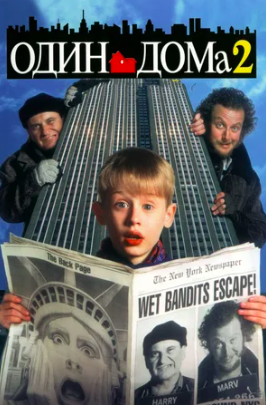 ОДИН ДОМа 2
The Back Page
The New York Newspaper
WET BANDITS ESCAPE!
HARRY
MARV